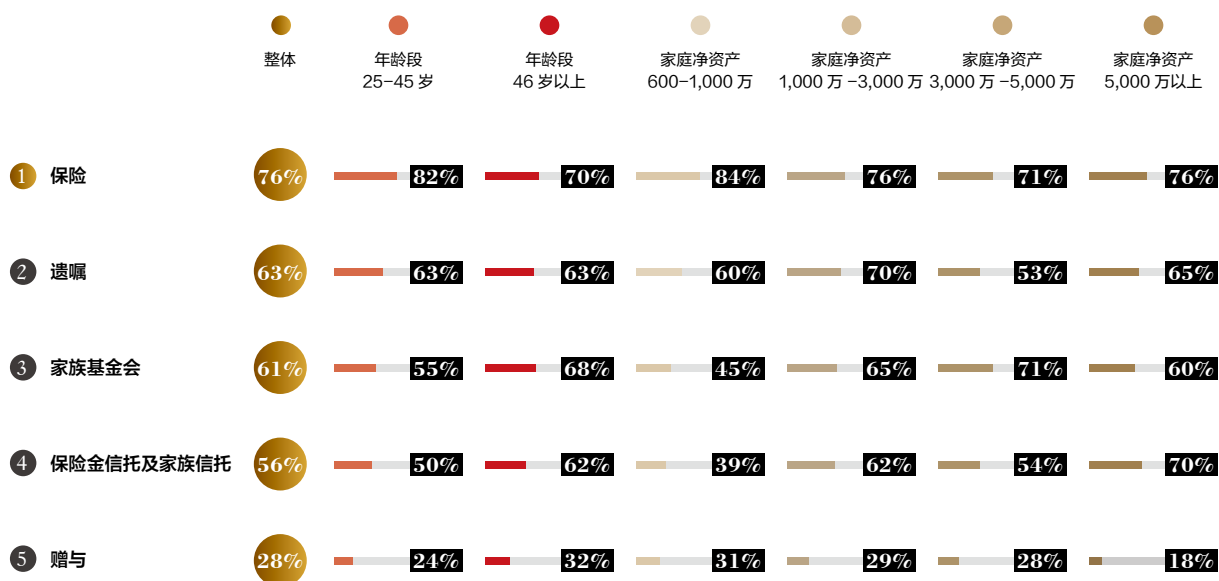 整体
年龄段
25-45 岁
年龄段
46 岁以上
家庭净资产
600-1,000 万
家庭净资产
1,000 万 -3,000 万
家庭净资产
3,000 万 -5,000 万
家庭净资产
5,000 万以上
1 保险 76% 82% 70% 84% 76% 71% 76%
2 遗嘱 63% 63% 63% 60% 70% 53% 65%
3 家族基金会 61% 55% 68% 45% 65% 71% 60%
4 保险金信托及家族信托 56% 50% 62% 39% 62% 54% 70%
5 赠与 28% 24% 32% 31% 29% 28% 18%